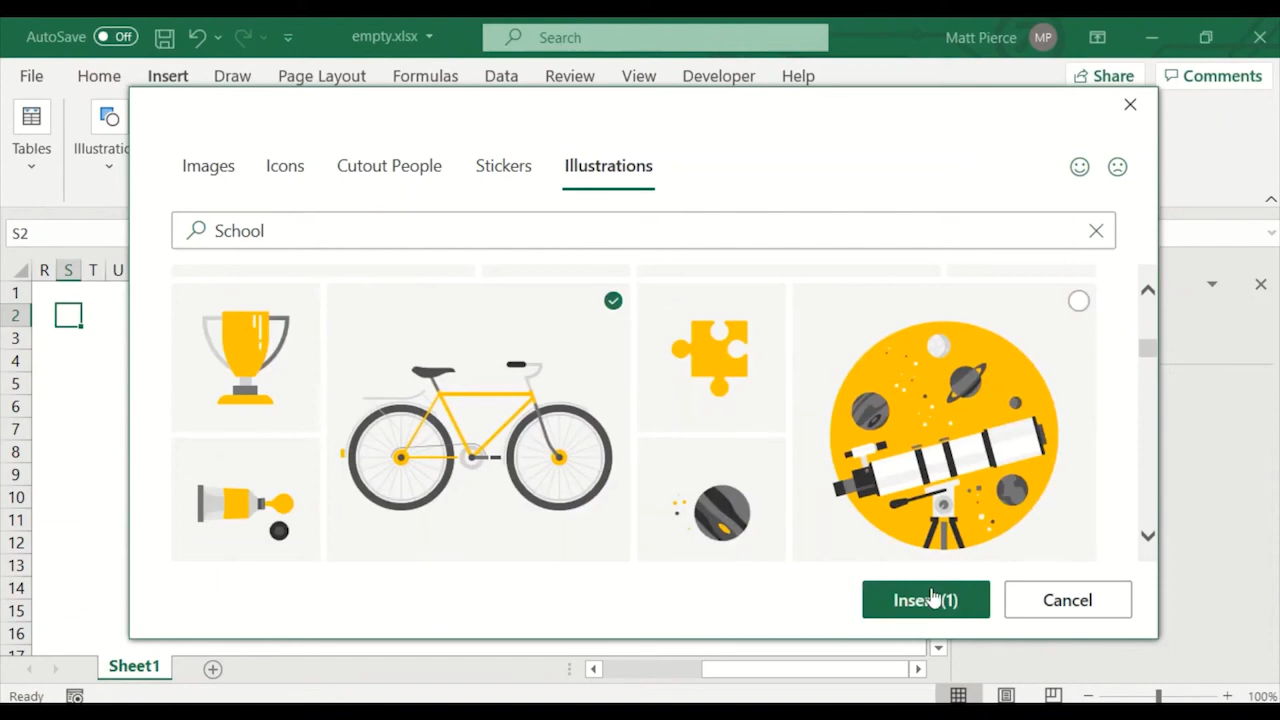 AutoSave Off empty.xlsx Search Matt Pierce MP
File Home Insert Draw Page Layout Formulas Data Review View Developer Help Share Comments
Tables
Images Icons Cutout People Stickers Illustrations
School
S2
R S T U
1
2
3
4
5
6
7
8
9
10
11
12
13
14
15
16
Insert (1) Cancel
Sheet1
Ready 100%